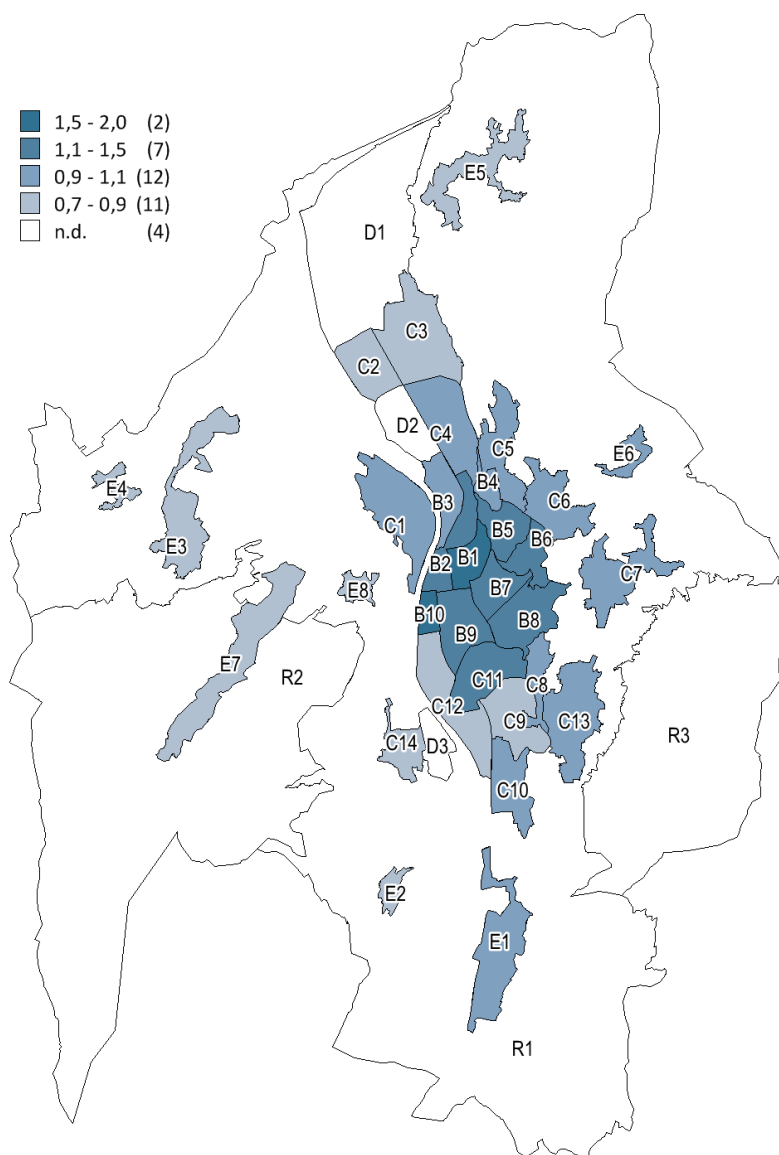 1,5 - 2,0 (2)
1,1 - 1,5 (7)
0,9 - 1,1 (12)
0,7 - 0,9 (11)
n.d. (4)
E5
D1
C3
C2
D2
C4
C5
E6
E4
B4
C6
B3
C1
B5
B6
E3
B2
B1
C7
E8
B7
B10
B8
B9
E7
R2
C11
C8
C12
C9
C13
C14
D3
R3
C10
E2
E1
R1